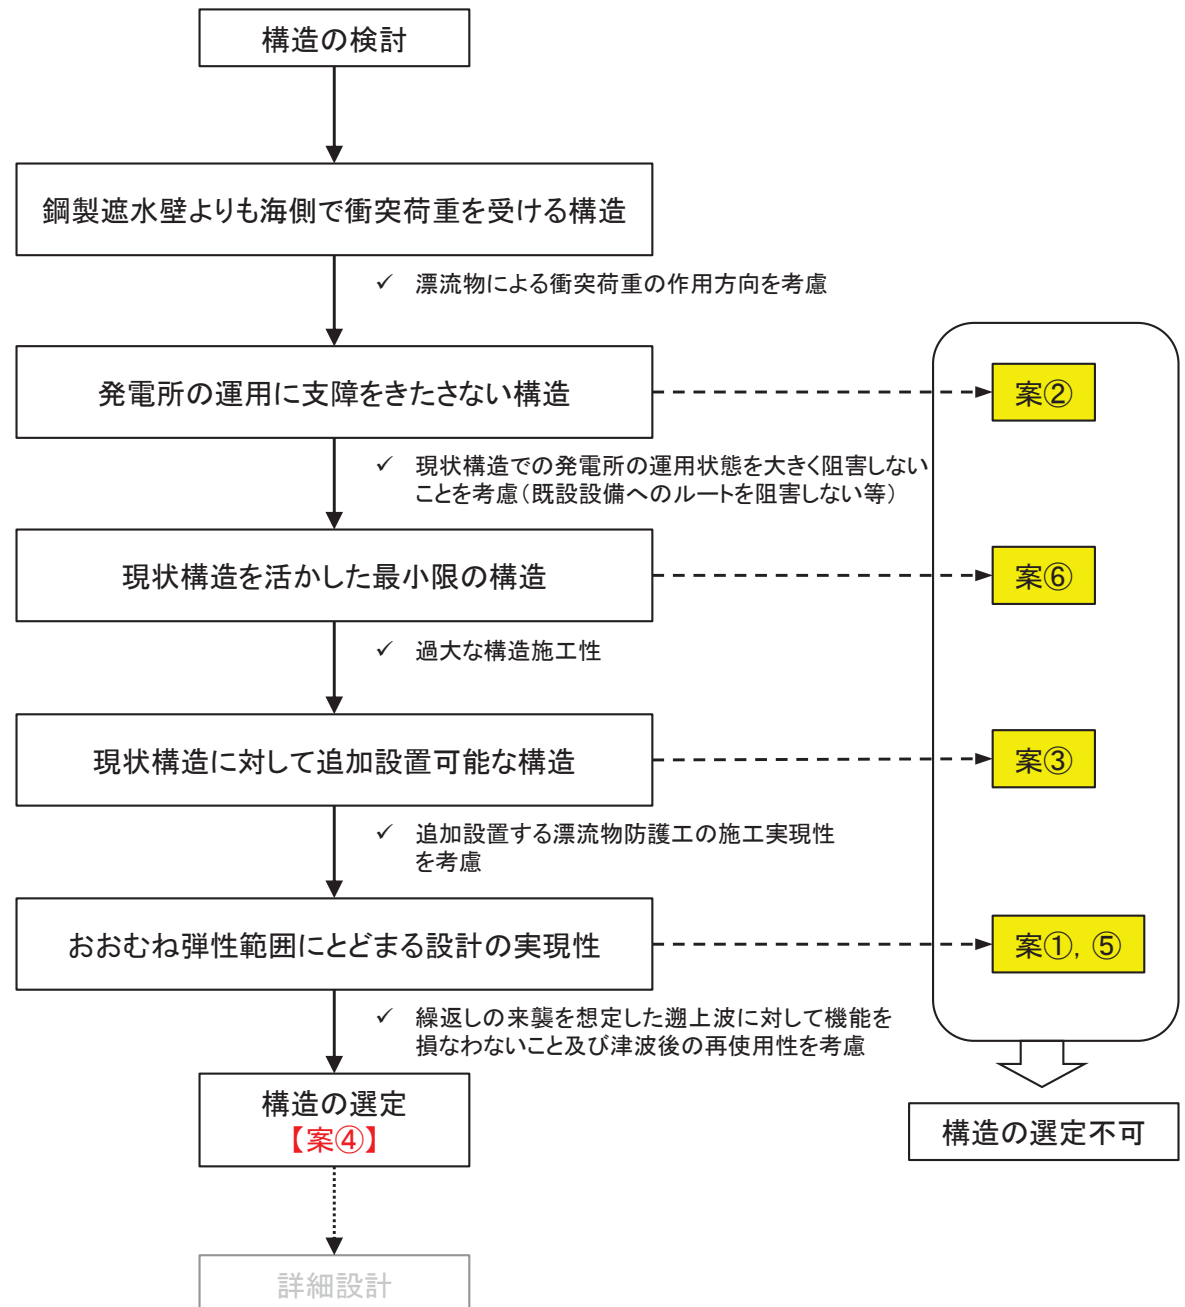 構造の検討
鋼製遮水壁よりも海側で衝突荷重を受ける構造
✓ 漂流物による衝突荷重の作用方向を考慮
発電所の運用に支障をきたさない構造
案②
✓ 現状構造での発電所の運用状態を大きく阻害しない
ことを考慮（既設設備へのルートを阻害しない等）
現状構造を活かした最小限の構造
案⑥
✓ 過大な構造施工性
現状構造に対して追加設置可能な構造
案③
✓ 追加設置する漂流物防護工の施工実現性
を考慮
おおむね弾性範囲にとどまる設計の実現性
案①，⑤
✓ 繰返しの来襲を想定した遡上波に対して機能を
損なわないこと及び津波後の再使用性を考慮
構造の選定
【案④】
構造の選定不可
詳細設計